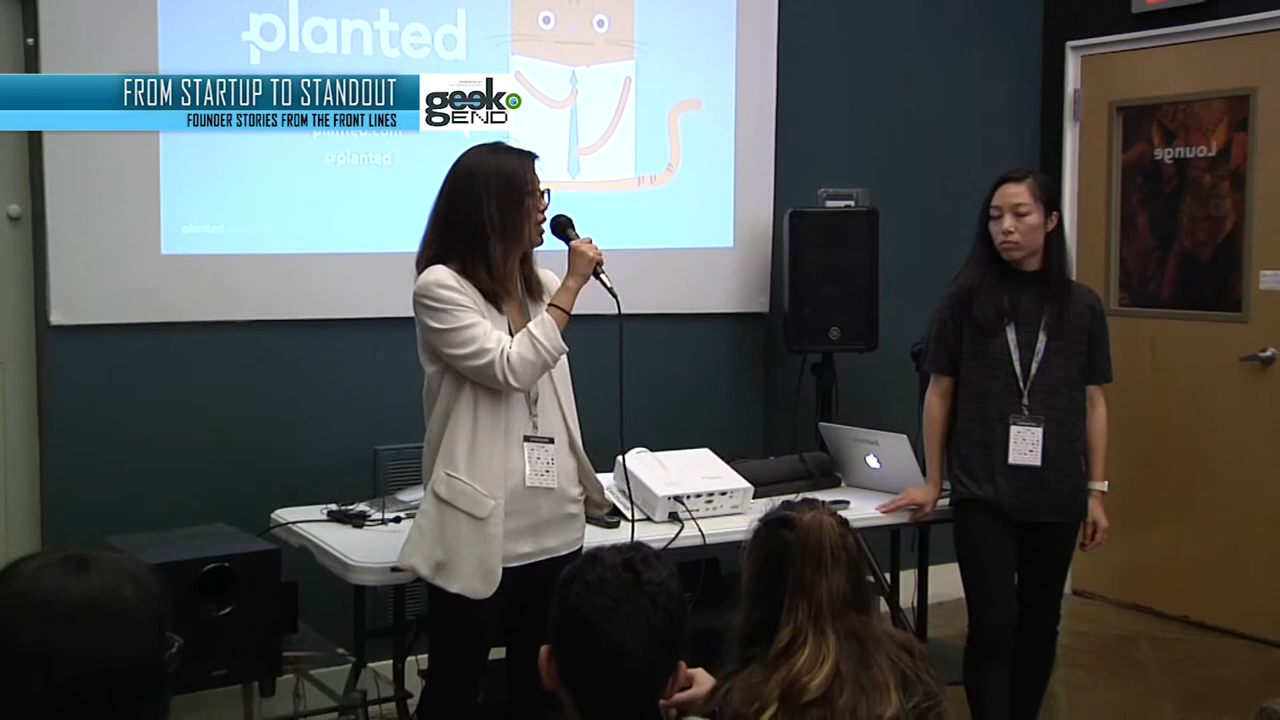 planted
FROM STARTUP TO STANDOUT
FOUNDER STORIES FROM THE FRONT LINES
geek
END
planted.com
@planted
planted
Lounge